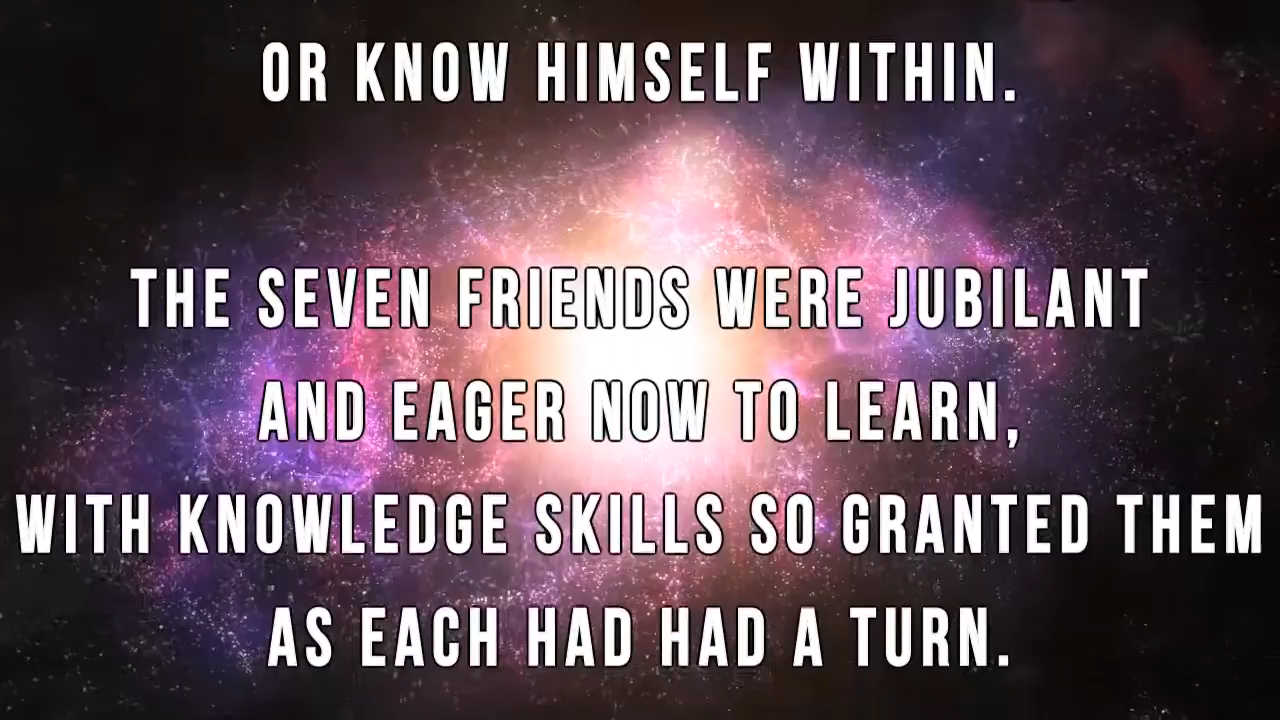 OR KNOW HIMSELF WITHIN.
THE SEVEN FRIENDS WERE JUBILANT
AND EAGER NOW TO LEARN,
WITH KNOWLEDGE SKILLS SO GRANTED THEM
AS EACH HAD HAD A TURN.